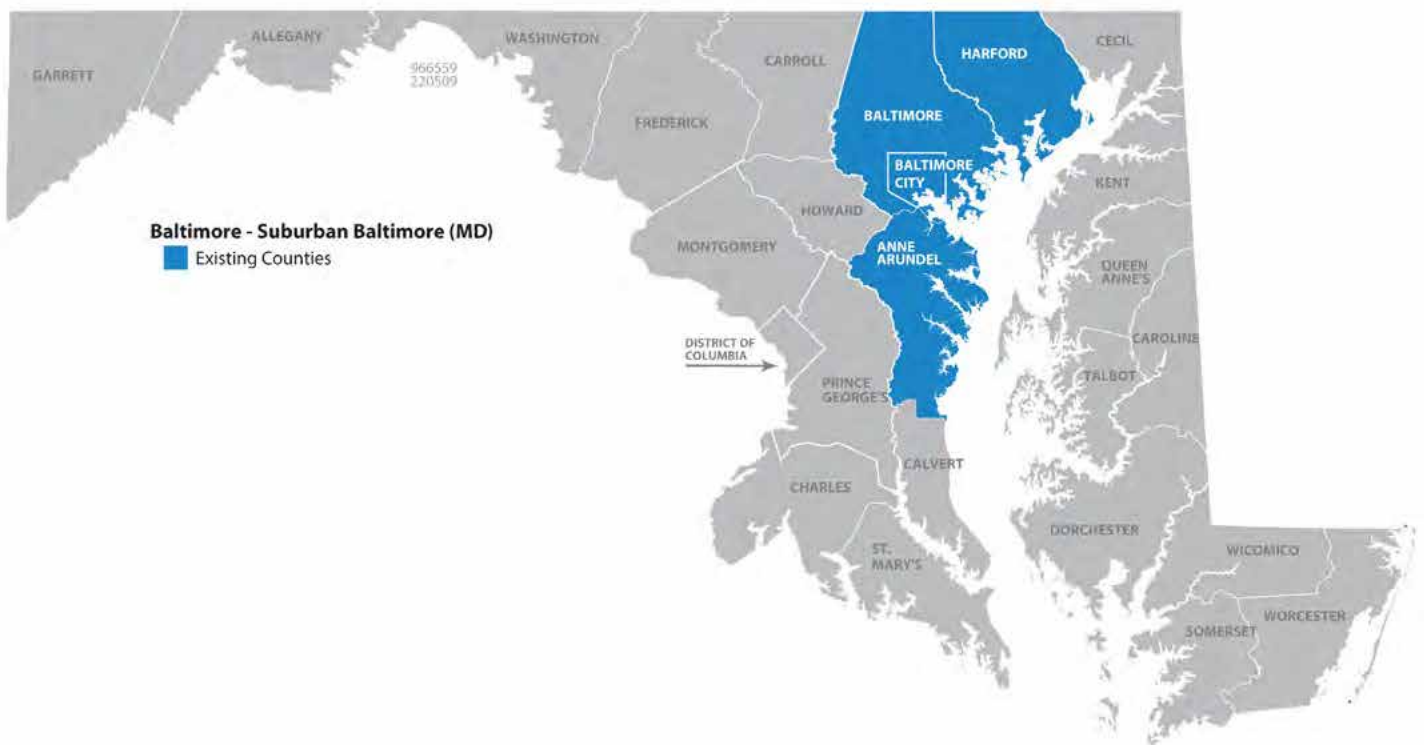 ALLEGANY
WASHINGTON
GARRETT
966559
220509
CARROLL
HARFORD
CECIL
FREDERICK
BALTIMORE
BALTIMORE
CITY
KENT
HOWARD
Baltimore - Suburban Baltimore (MD)
Existing Counties
MONTGOMERY
ANNE
ARUNDEL
QUEEN
ANNE'S
DISTRICT OF
COLUMBIA
CAROLINE
TALBOT
PRINCE
GEORGE'S
CALVERT
CHARLES
DORCHESTER
ST.
MARY'S
WICOMICO
WORCESTER
SOMERSET